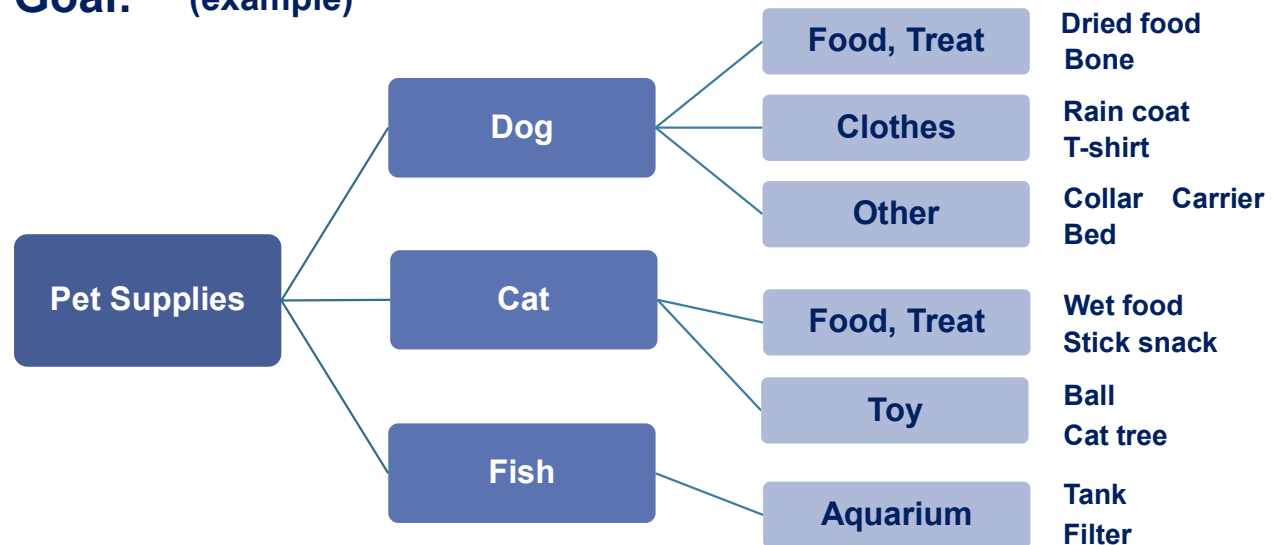 Goal: (example)
Pet Supplies
Dog
Food, Treat
Dried food
Bone
Clothes
Rain coat
T-shirt
Other
Collar Carrier
Bed
Cat
Food, Treat
Wet food
Stick snack
Toy
Ball
Cat tree
Fish
Aquarium
Tank
Filter